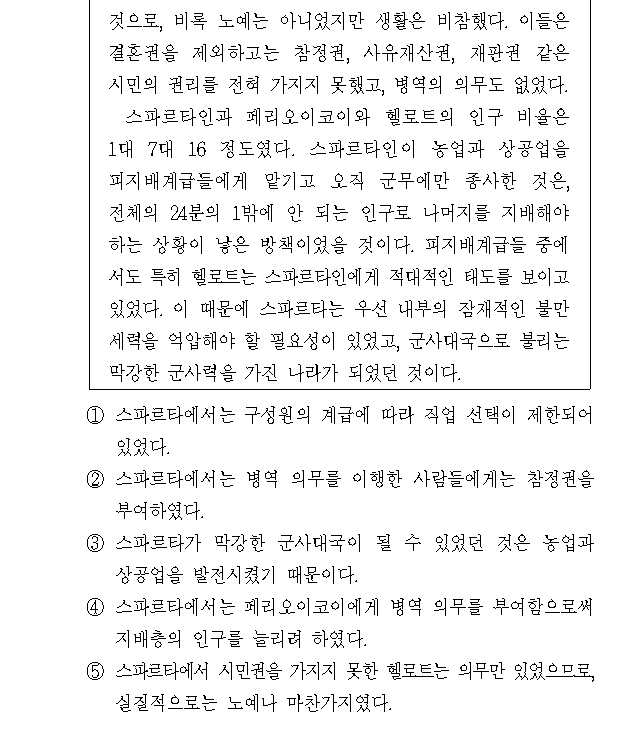 것으로, 비록 노예는 아니었지만 생활은 비참했다. 이들은
결혼권을 제외하고는 참정권, 사유재산권, 재판권 같은
시민의 권리를 전혀 가지지 못했고, 병역의 의무도 없었다.
스파르타인과 페리오이코이와 헬로트의 인구 비율은
1대 7대 16 정도였다. 스파르타인이 농업과 상공업을
피지배계급들에게 맡기고 오직 군무에만 종사한 것은,
전체의 24분의 1밖에 안 되는 인구로 나머지를 지배해야
하는 상황이 낳은 방책이었을 것이다. 피지배계급들 중에
서도 특히 헬로트는 스파르타인에게 적대적인 태도를 보이고
있었다. 이 때문에 스파르타는 우선 내부의 잠재적인 불만
세력을 억압해야 할 필요성이 있었고, 군사대국으로 불리는
막강한 군사력을 가진 나라가 되었던 것이다.
① 스파르타에서는 구성원의 계급에 따라 직업 선택이 제한되어
있었다.
② 스파르타에서는 병역 의무를 이행한 사람들에게는 참정권을
부여하였다.
③ 스파르타가 막강한 군사대국이 될 수 있었던 것은 농업과
상공업을 발전시켰기 때문이다.
④ 스파르타에서는 페리오이코이에게 병역 의무를 부여함으로써
지배층의 인구를 늘리려 하였다.
⑤ 스파르타에서 시민권을 가지지 못한 헬로트는 의무만 있었으므로,
실질적으로는 노예나 마찬가지였다.